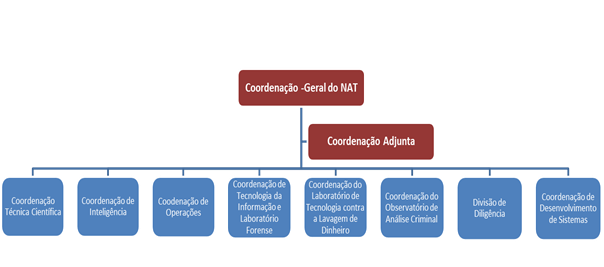 Coordenação -Geral do NAT
Coordenação Adjunta
Coordenação
Técnica Científica
Coordenação de
Inteligência
Coodenação de
Operações
Coordenação de
Tecnologia da
Informação e
Laboratório
Forense
Coordenação do
Laboratório de
Tecnologia contra
a Lavagem de
Dinheiro
Coordenação do
Observatório de
Análise Criminal
Divisão de
Diligência
Coordenação de
Desenvolvimento
de Sistemas